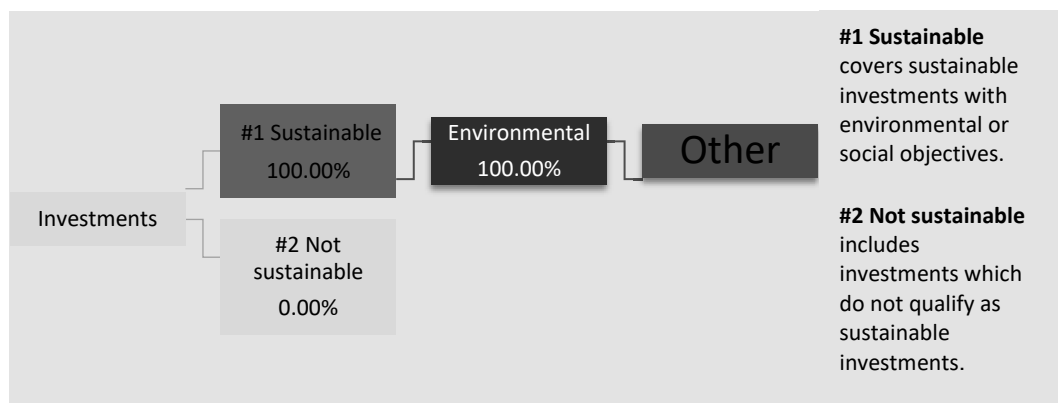 Investments
#1 Sustainable
100.00%
#2 Not
sustainable
0.00%
Environmental
100.00%
Other
#1 Sustainable
covers sustainable
investments with
environmental or
social objectives.
#2 Not sustainable
includes
investments which
do not qualify as
sustainable
investments.